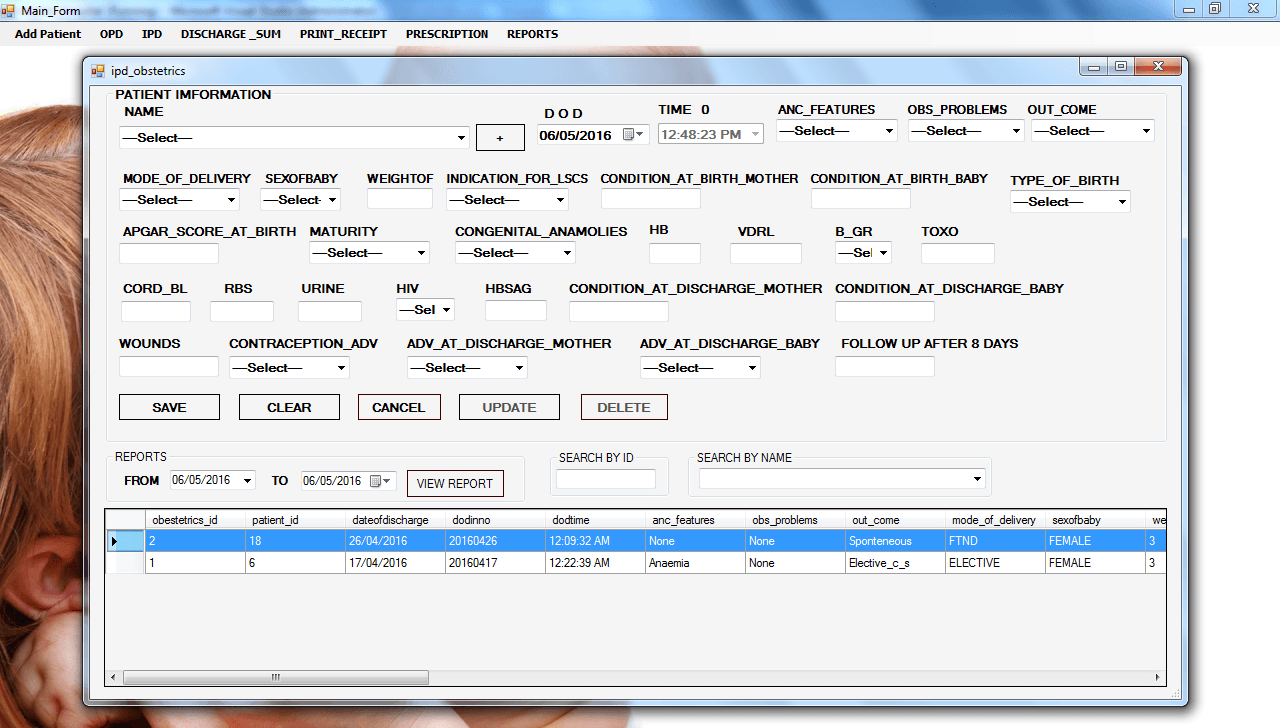 Main_Form
Add Patient OPD IPD DISCHARGE _SUM PRINT_RECEIPT PRESCRIPTION REPORTS
ipd_obstetrics
PATIENT IMFORMATION
NAME D O D TIME 0 ANC_FEATURES OBS_PROBLEMS OUT_COME
—Select— + 06/05/2016 12:48:23 PM —Select— —Select— —Select—
MODE_OF_DELIVERY SEXOFBABY WEIGHTOF INDICATION_FOR_LSCS CONDITION_AT_BIRTH_MOTHER CONDITION_AT_BIRTH_BABY TYPE_OF_BIRTH
—Select— —Select- —Select— —Select—
APGAR_SCORE_AT_BIRTH MATURITY CONGENITAL_ANAMOLIES HB VDRL B_GR TOXO
—Select— —Select— —Sel
CORD_BL RBS URINE HIV HBSAG CONDITION_AT_DISCHARGE_MOTHER CONDITION_AT_DISCHARGE_BABY
—Sel
WOUNDS CONTRACEPTION_ADV ADV_AT_DISCHARGE_MOTHER ADV_AT_DISCHARGE_BABY FOLLOW UP AFTER 8 DAYS
—Select— —Select— —Select—
SAVE CLEAR CANCEL UPDATE DELETE
REPORTS SEARCH BY ID SEARCH BY NAME
FROM 06/05/2016 TO 06/05/2016 VIEW REPORT
obestetrics_id patient_id dateofdischarge dodinno dodtime anc_features obs_problems out_come mode_of_delivery sexofbaby we
2 18 26/04/2016 20160426 12:09:32 AM None None Sponteneous FTND FEMALE 3
1 6 17/04/2016 20160417 12:22:39 AM Anaemia None Elective_c_s ELECTIVE FEMALE 3